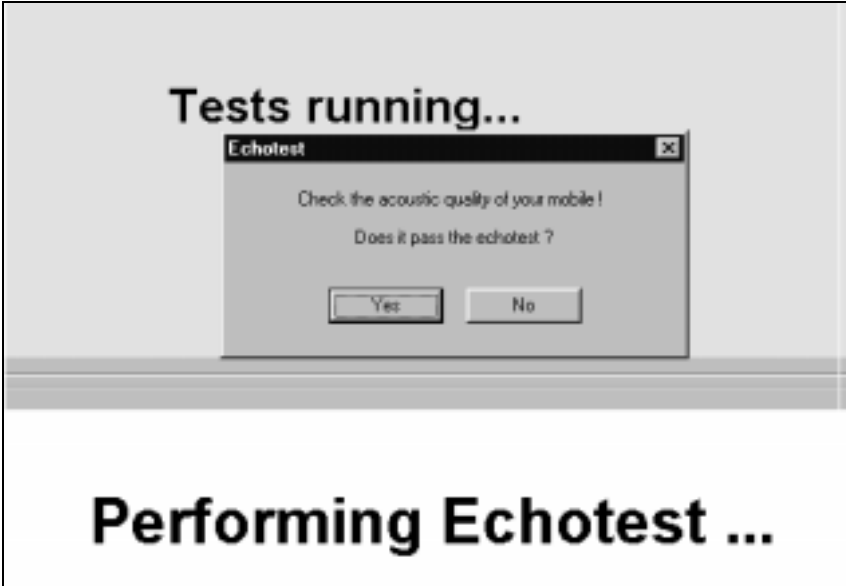 Tests running...
Echotest
Check the acoustic quality of your mobile !
Does it pass the echotest ?
Yes No
Performing Echotest ...